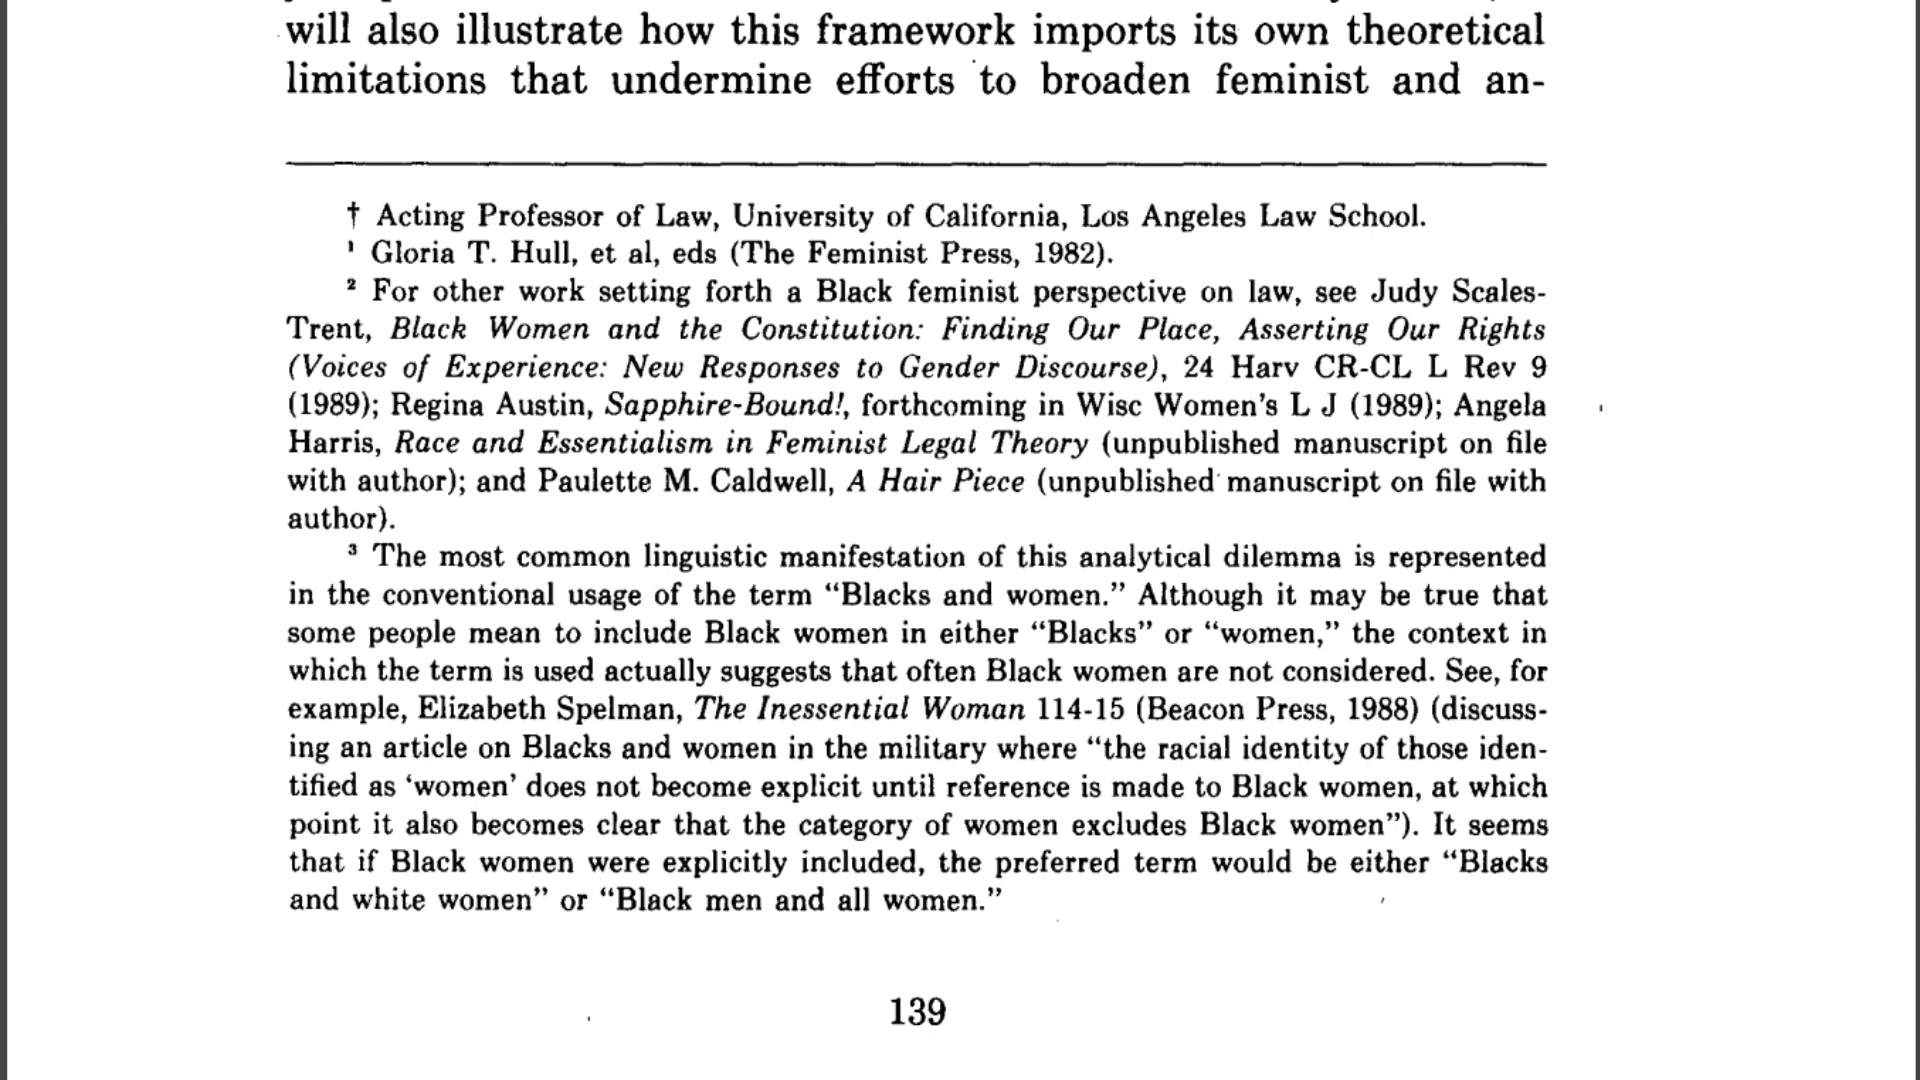 will also illustrate how this framework imports its own theoretical
limitations that undermine efforts to broaden feminist and an-
† Acting Professor of Law, University of California, Los Angeles Law School.
¹ Gloria T. Hull, et al, eds (The Feminist Press, 1982).
² For other work setting forth a Black feminist perspective on law, see Judy Scales-
Trent, Black Women and the Constitution: Finding Our Place, Asserting Our Rights
(Voices of Experience: New Responses to Gender Discourse), 24 Harv CR-CL L Rev 9
(1989); Regina Austin, Sapphire-Bound!, forthcoming in Wisc Women's L J (1989); Angela
Harris, Race and Essentialism in Feminist Legal Theory (unpublished manuscript on file
with author); and Paulette M. Caldwell, A Hair Piece (unpublished manuscript on file with
author).
³ The most common linguistic manifestation of this analytical dilemma is represented
in the conventional usage of the term “Blacks and women.” Although it may be true that
some people mean to include Black women in either “Blacks” or “women,” the context in
which the term is used actually suggests that often Black women are not considered. See, for
example, Elizabeth Spelman, The Inessential Woman 114-15 (Beacon Press, 1988) (discuss-
ing an article on Blacks and women in the military where “the racial identity of those iden-
tified as ‘women’ does not become explicit until reference is made to Black women, at which
point it also becomes clear that the category of women excludes Black women”). It seems
that if Black women were explicitly included, the preferred term would be either “Blacks
and white women” or “Black men and all women.”
139